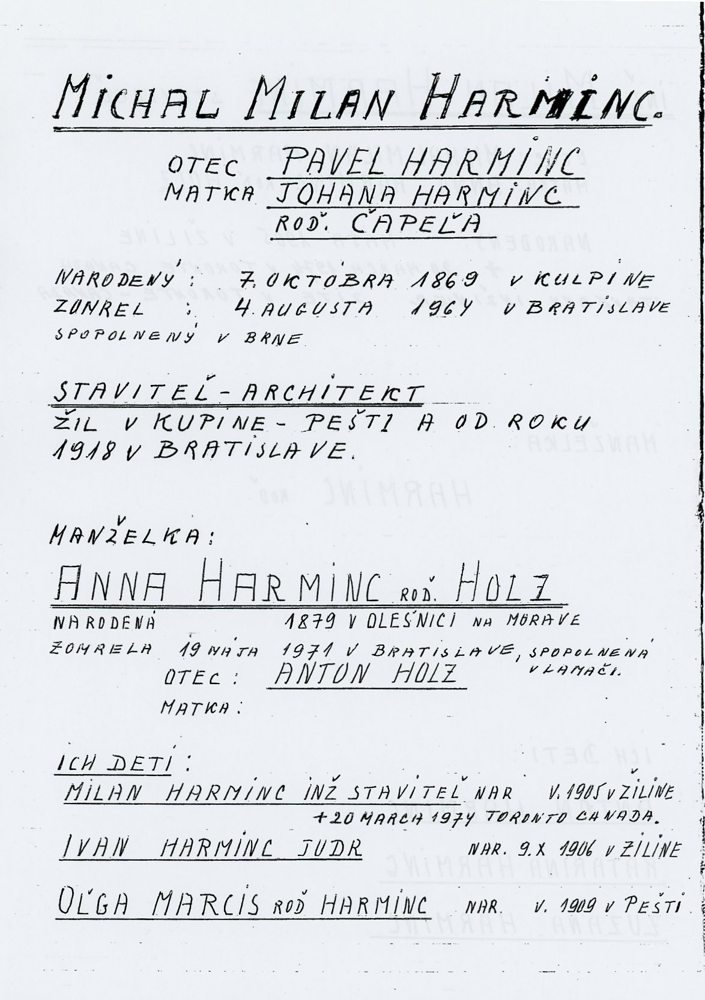 MICHAL MILAN HARMINC.
OTEC PAVEL HARMINC
MATKA JOHANA HARMINC
ROĎ. ČAPEĽA
NARODENÝ : 7. OKTÓBRA 1869 V KULPÍNE
ZOMREL : 4. AUGUSTA 1964 V BRATISLAVE
SPOPOLNENÝ V BRNE
STAVITEĽ - ARCHITEKT
ŽIL V KUPINE - PEŠTI A OD ROKU
1918 V BRATISLAVE.
MANŽELKA :
ANNA HARMINC ROĎ. HOLZ
NARODENÁ 1879 V OLEŠNICI NA MORAVE
ZOMRELA 19 MÁJA 1971 V BRATISLAVE, SPOPOLNENÁ
V LAMAČI.
OTEC : ANTON HOLZ
MATKA :
ICH DETI :
MILAN HARMINC INŽ STAVITEĽ NAR V. 1905 V ŽILINE
+ 20 MARCA 1974 TORONTO CANADA.
IVAN HARMINC JUDR NAR. 9. X 1906 V ŽILINE
OĽGA MARCIS ROĎ HARMINC NAR. V. 1909 V PEŠTI